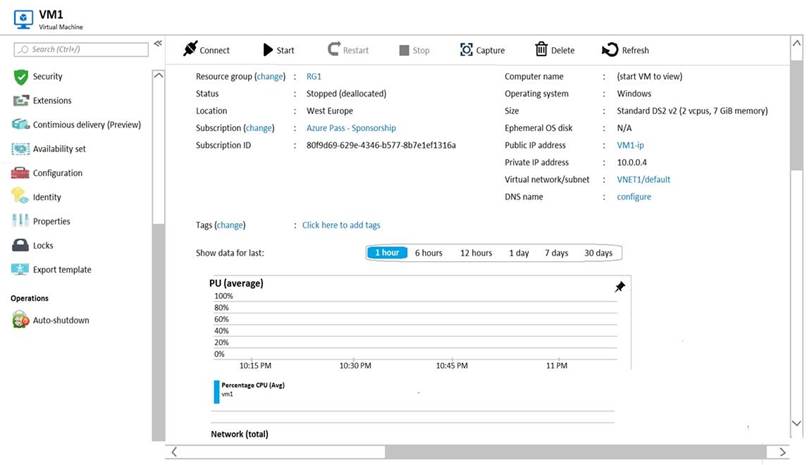 VM1
Virtual Machine
Search (Ctrl+/)
Security
Extensions
Contimious delivery (Preview)
Availability set
Configuration
Identity
Properties
Locks
Export template
Operations
Auto-shutdown
Connect Start Restart Stop Capture Delete Refresh
Resource group (change) : RG1
Status : Stopped (deallocated)
Location : West Europe
Subscription (change) : Azure Pass - Sponsorship
Subscription ID : 80f9d69-629e-4346-b577-8b7e1ef1316a
Computer name : (start VM to view)
Operating system : Windows
Size : Standard DS2 v2 (2 vcpus, 7 GiB memory)
Ephemeral OS disk : N/A
Public IP address : VM1-ip
Private IP address : 10.0.0.4
Virtual network/subnet : VNET1/default
DNS name : configure
Tags (change) : Click here to add tags
Show data for last: 1 hour 6 hours 12 hours 1 day 7 days 30 days
PU (average)
100%
80%
60%
40%
20%
0%
10:15 PM 10:30 PM 10:45 PM 11 PM
Percentage CPU (Avg)
vm1
Network (total)